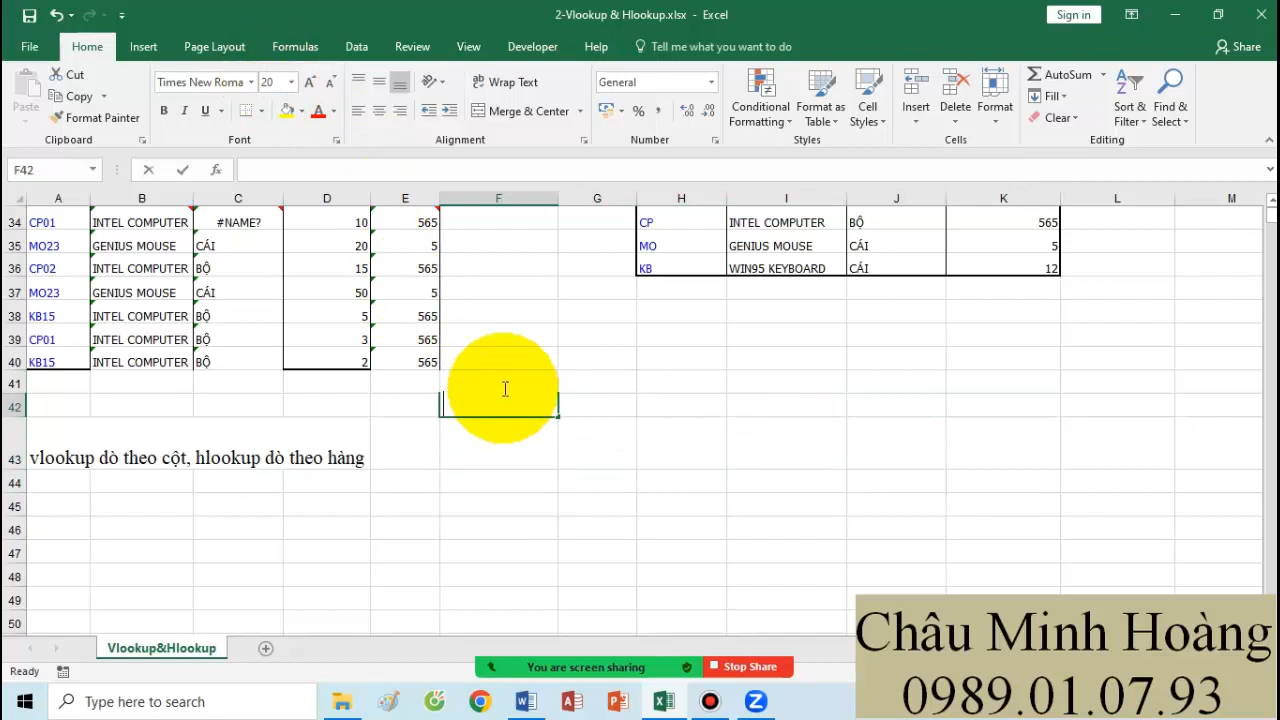 2-Vlookup & Hlookup.xlsx - Excel
Sign in
File Home Insert Page Layout Formulas Data Review View Developer Help Tell me what you want to do Share
Paste Cut Copy Format Painter Clipboard
Times New Roma 20 B I U Font
Wrap Text Merge & Center Alignment
General % Number
Conditional Formatting Format as Table Cell Styles Styles
Insert Delete Format Cells
AutoSum Fill Clear Sort & Filter Find & Select Editing
F42 fx
A B C D E F G H I J K L M
34 CP01 INTEL COMPUTER #NAME? 10 565 CP INTEL COMPUTER BỘ 565
35 MO23 GENIUS MOUSE CÁI 20 5 MO GENIUS MOUSE CÁI 5
36 CP02 INTEL COMPUTER BỘ 15 565 KB WIN95 KEYBOARD CÁI 12
37 MO23 GENIUS MOUSE CÁI 50 5
38 KB15 INTEL COMPUTER BỘ 5 565
39 CP01 INTEL COMPUTER BỘ 3 565
40 KB15 INTEL COMPUTER BỘ 2 565
41
42
43 vlookup dò theo cột, hlookup dò theo hàng
44
45
46
47
48
49
50
Vlookup&Hlookup
Ready
You are screen sharing Stop Share
Type here to search
Châu Minh Hoàng
0989.01.07.93